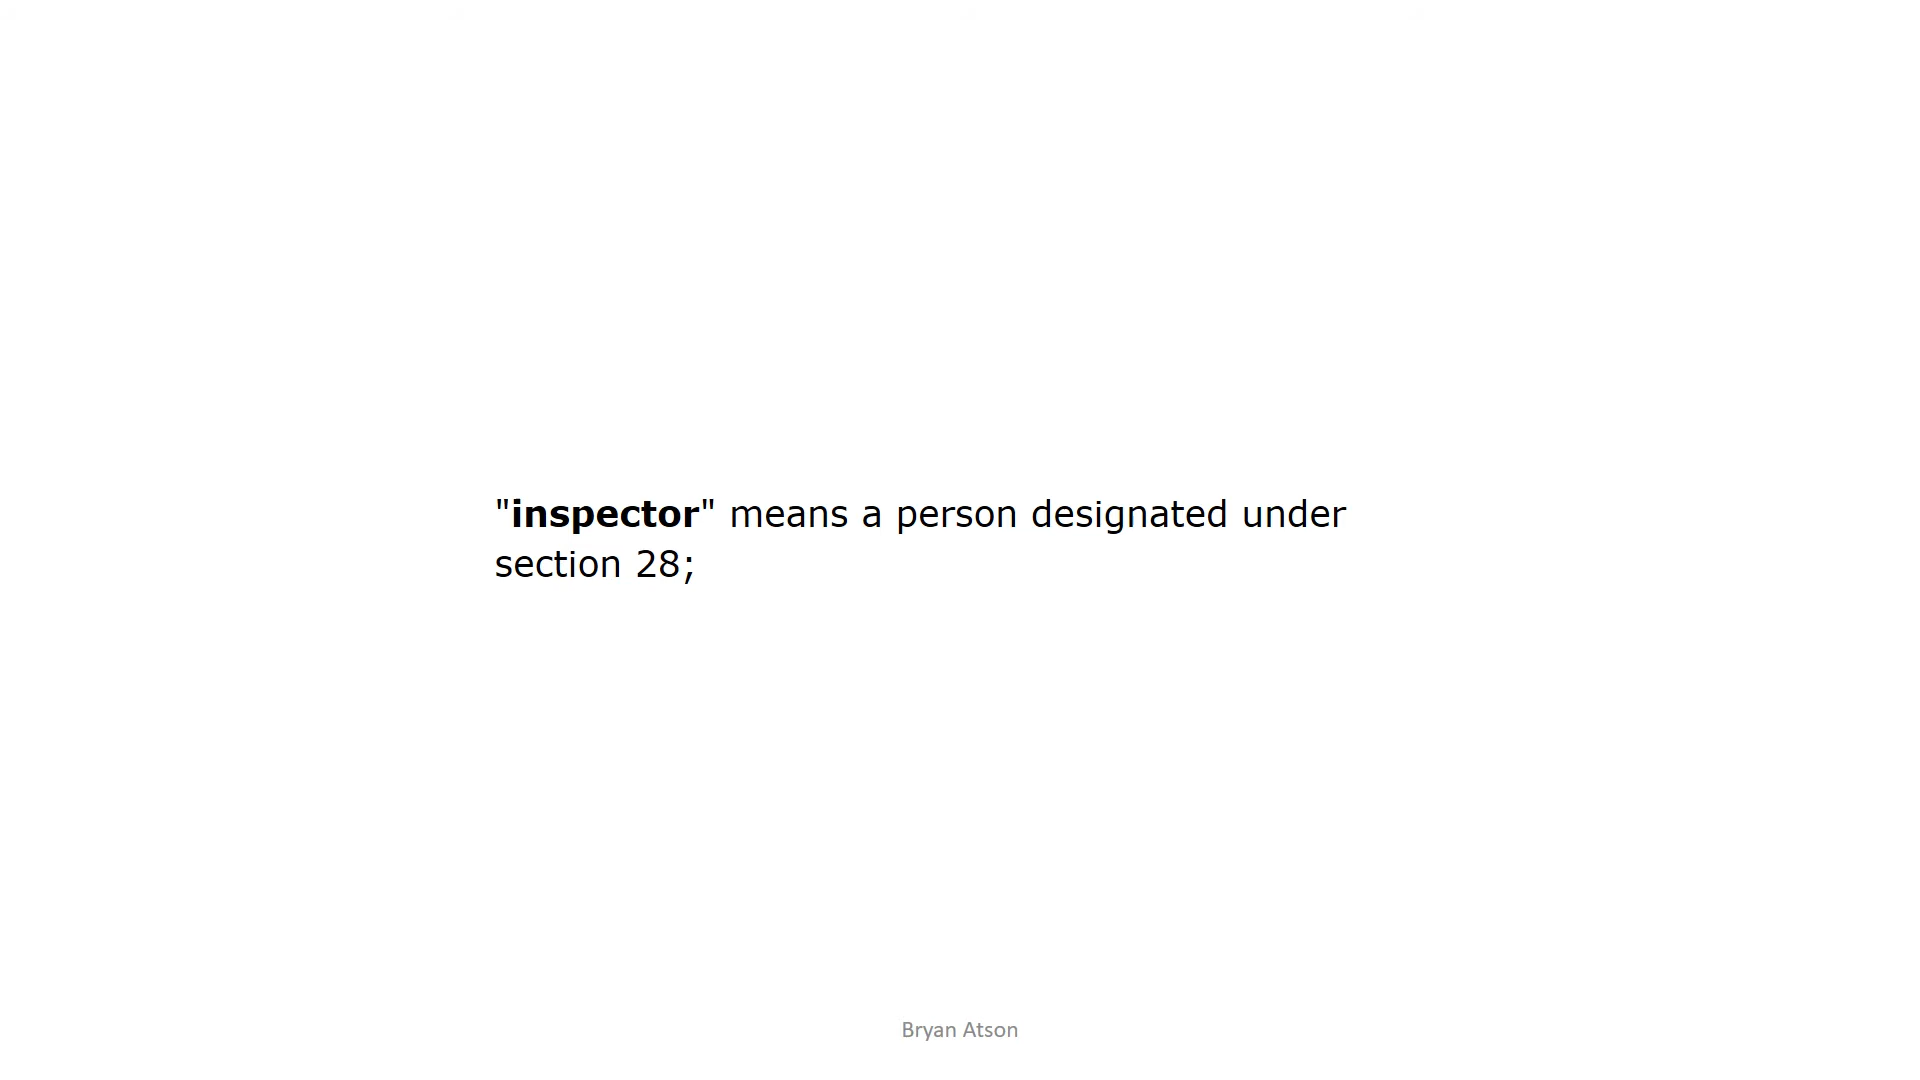 "inspector" means a person designated under
section 28;
Bryan Atson